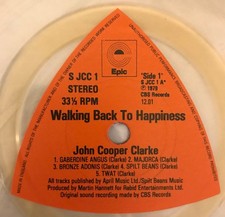 S JCC 1
STEREO
33⅓ RPM
Epic
'Side 1'
S JCC 1 A°
℗ 1979
CBS Records
12.01
Walking Back To Happiness
John Cooper Clarke
1. GABERDINE ANGUS (Clarke) 2. MAJORCA (Clarke)
3. BRONZE ADONIS (Clarke) 4. SPILT BEANS (Clarke)
5. TWAT (Clarke)
All tracks published by April Music Ltd./Split Beans Music
Produced by Martin Hannett for Rabid Entertainments Ltd.
Original sound recording made by CBS Records